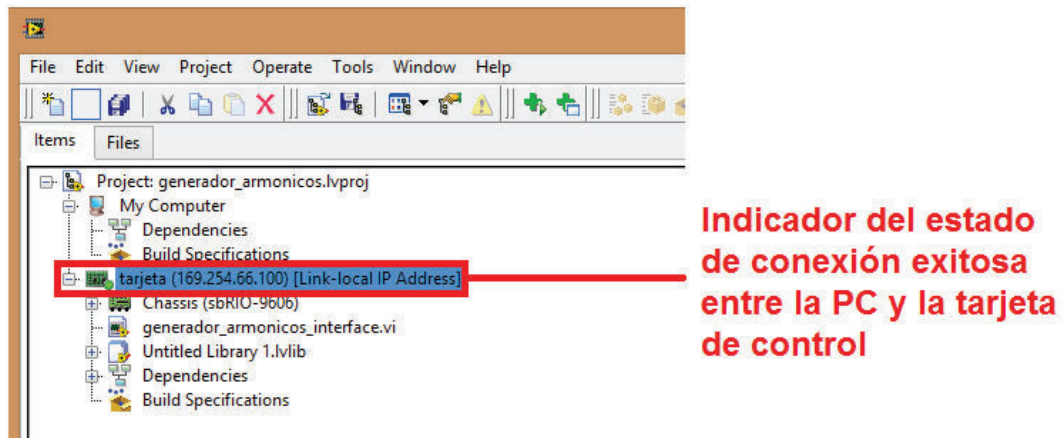 File Edit View Project Operate Tools Window Help
Items Files
Project: generador_armonicos.lvproj
My Computer
Dependencies
Build Specifications
tarjeta (169.254.66.100) [Link-local IP Address]
Chassis (sbRIO-9606)
generador_armonicos_interface.vi
Untitled Library 1.lvlib
Dependencies
Build Specifications
Indicador del estado
de conexión exitosa
entre la PC y la tarjeta
de control